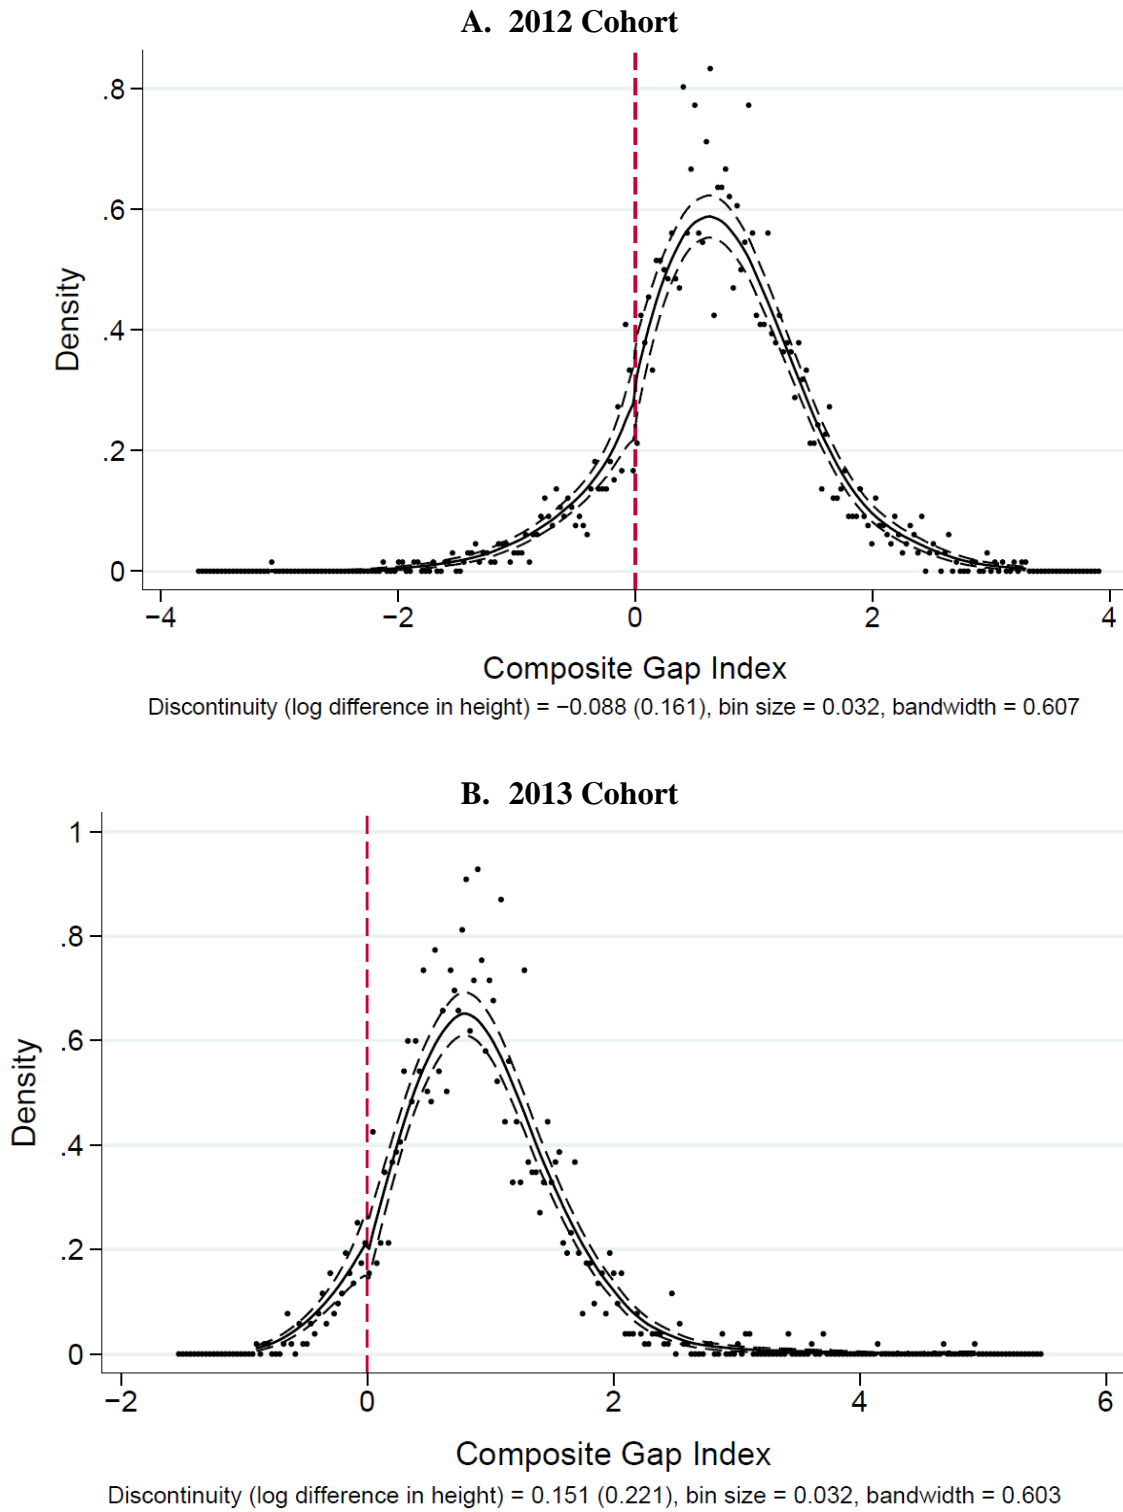 A. 2012 Cohort
.8
.6
.4
.2
0
Density
−4
−2
0
2
4
Composite Gap Index
Discontinuity (log difference in height) = −0.088 (0.161), bin size = 0.032, bandwidth = 0.607
B. 2013 Cohort
1
.8
.6
.4
.2
0
Density
−2
0
2
4
6
Composite Gap Index
Discontinuity (log difference in height) = 0.151 (0.221), bin size = 0.032, bandwidth = 0.603